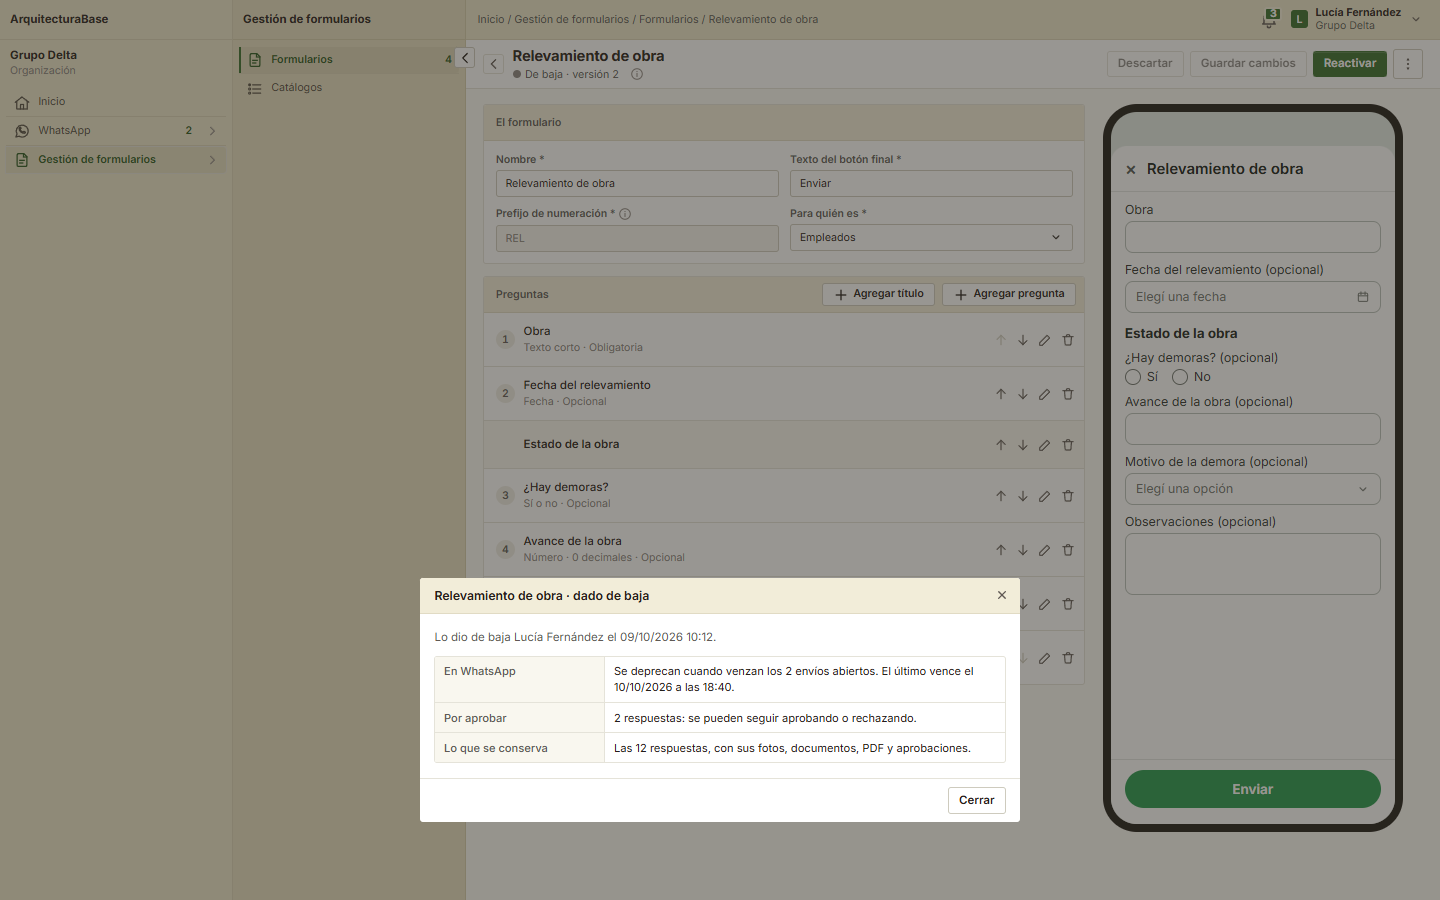 ArquitecturaBase
Grupo Delta
Organización
Inicio
WhatsApp 2
Gestión de formularios
Gestión de formularios
Formularios 4
Catálogos
Inicio / Gestión de formularios / Formularios / Relevamiento de obra
3
L
Lucía Fernández
Grupo Delta
Relevamiento de obra
De baja · versión 2
Descartar
Guardar cambios
Reactivar
El formulario
Nombre *
Relevamiento de obra
Texto del botón final *
Enviar
Prefijo de numeración *
REL
Para quién es *
Empleados
Preguntas
Agregar título
Agregar pregunta
1
Obra
Texto corto · Obligatoria
2
Fecha del relevamiento
Fecha · Opcional
Estado de la obra
3
¿Hay demoras?
Sí o no · Opcional
4
Avance de la obra
Número · 0 decimales · Opcional
Relevamiento de obra · dado de baja
Lo dio de baja Lucía Fernández el 09/10/2026 10:12.
En WhatsApp
Se deprecan cuando venzan los 2 envíos abiertos. El último vence el
10/10/2026 a las 18:40.
Por aprobar
2 respuestas: se pueden seguir aprobando o rechazando.
Lo que se conserva
Las 12 respuestas, con sus fotos, documentos, PDF y aprobaciones.
Cerrar
Relevamiento de obra
Obra
Fecha del relevamiento (opcional)
Elegí una fecha
Estado de la obra
¿Hay demoras? (opcional)
Sí
No
Avance de la obra (opcional)
Motivo de la demora (opcional)
Elegí una opción
Observaciones (opcional)
Enviar